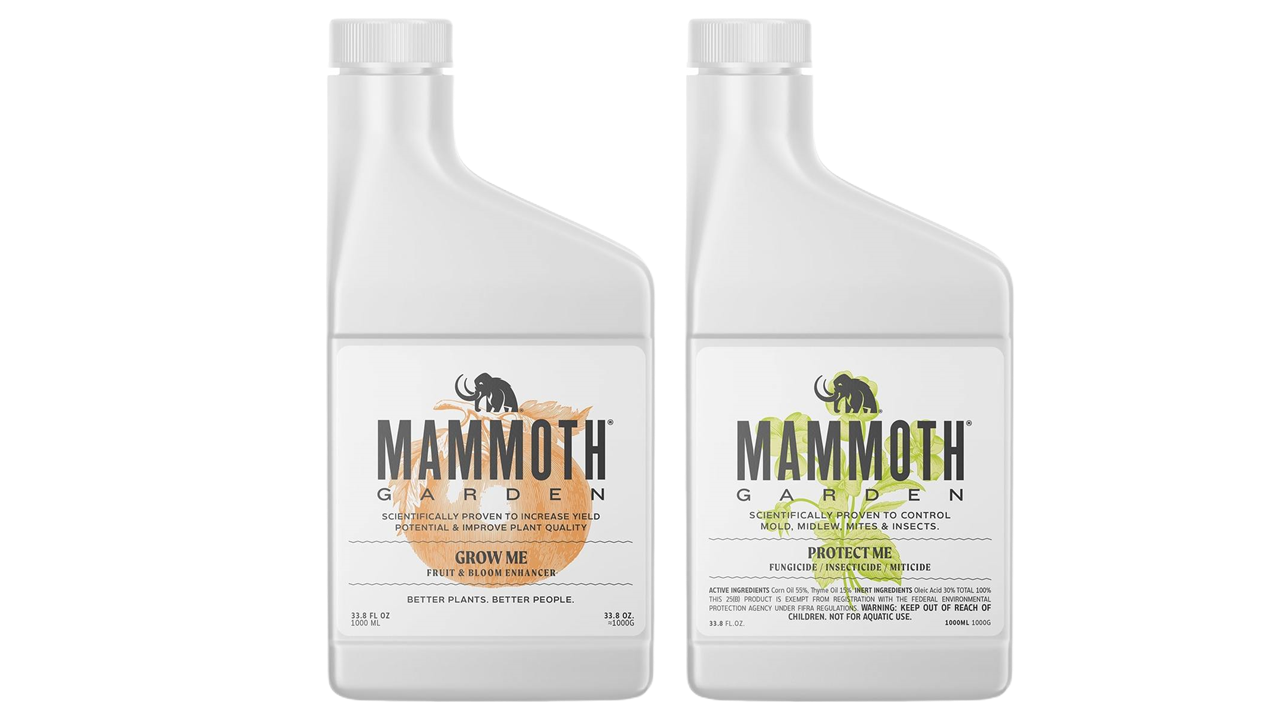 MAMMOTH®
GARDEN
SCIENTIFICALLY PROVEN TO INCREASE YIELD
POTENTIAL & IMPROVE PLANT QUALITY
GROW ME
FRUIT & BLOOM ENHANCER
BETTER PLANTS. BETTER PEOPLE.
33.8 FL OZ
1000 ML
33.8 OZ.
≈1000G
MAMMOTH®
GARDEN
SCIENTIFICALLY PROVEN TO CONTROL
MOLD, MIDLEW, MITES & INSECTS.
PROTECT ME
FUNGICIDE / INSECTICIDE / MITICIDE
ACTIVE INGREDIENTS Corn Oil 55%, Thyme Oil 15% INERT INGREDIENTS Oleic Acid 30% TOTAL 100%
THIS 25(B) PRODUCT IS EXEMPT FROM REGISTRATION WITH THE FEDERAL ENVIRONMENTAL
PROTECTION AGENCY UNDER FIFRA REGULATIONS. WARNING: KEEP OUT OF REACH OF
CHILDREN. NOT FOR AQUATIC USE.
33.8 FL.OZ.
1000ML 1000G